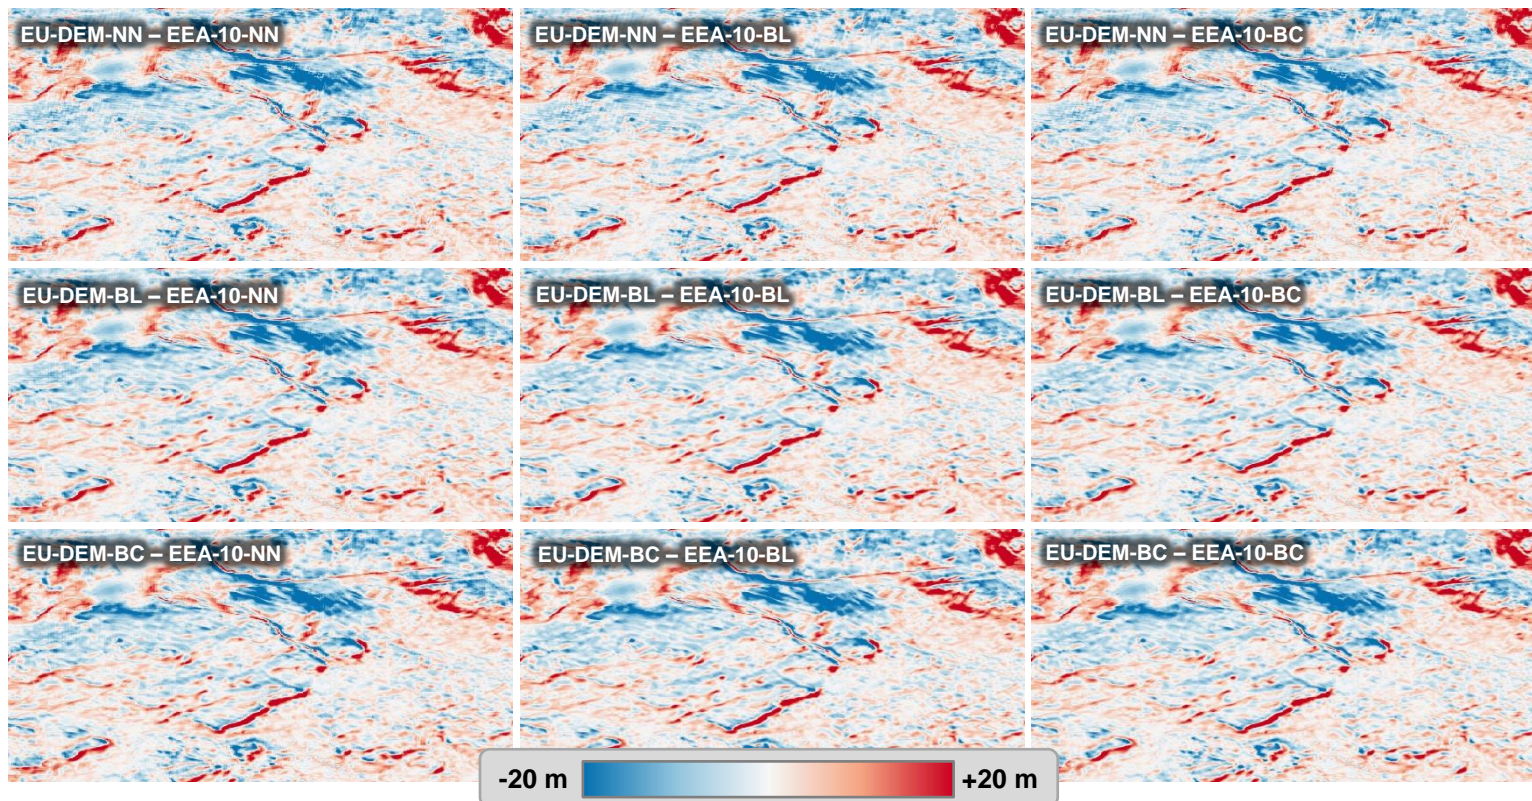 EU-DEM-NN – EEA-10-NN
EU-DEM-NN – EEA-10-BL
EU-DEM-NN – EEA-10-BC
EU-DEM-BL – EEA-10-NN
EU-DEM-BL – EEA-10-BL
EU-DEM-BL – EEA-10-BC
EU-DEM-BC – EEA-10-NN
EU-DEM-BC – EEA-10-BL
EU-DEM-BC – EEA-10-BC
-20 m
+20 m